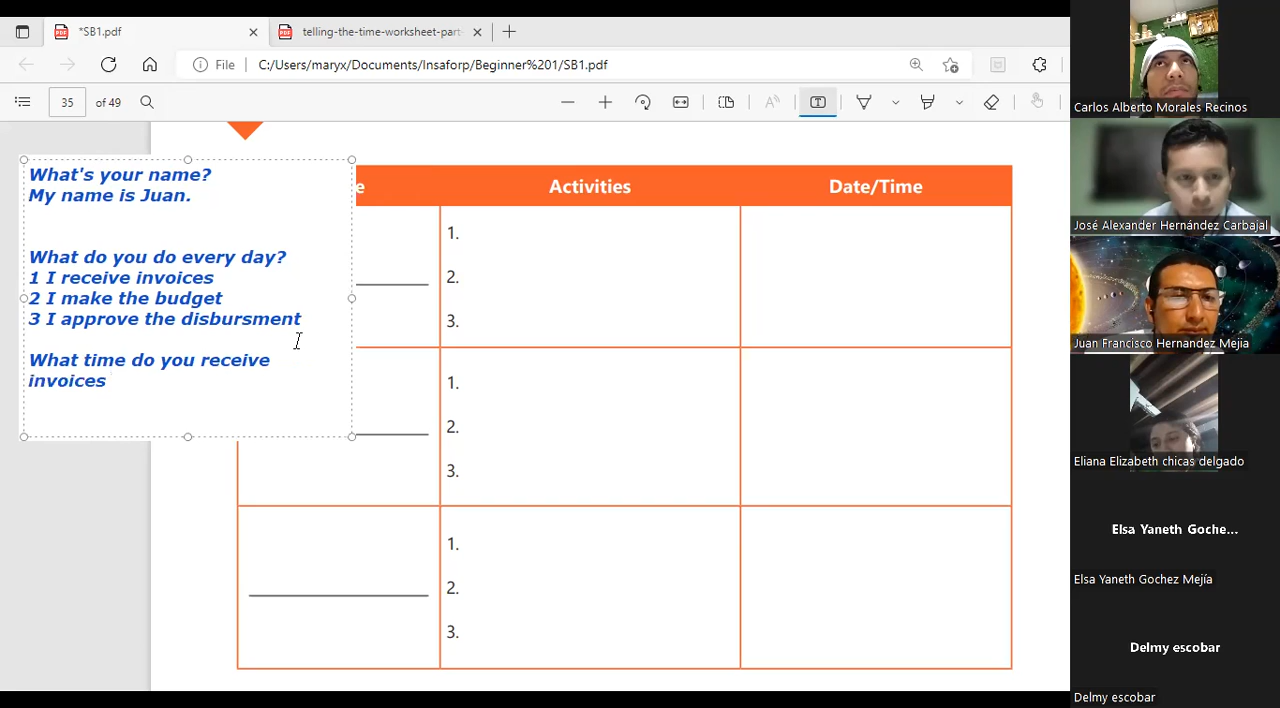 *SB1.pdf
telling-the-time-worksheet-part
File
C:/Users/maryx/Documents/Insaforp/Beginner%201/SB1.pdf
35
of 49
What's your name?
My name is Juan.
What do you do every day?
1 I receive invoices
2 I make the budget
3 I approve the disbursment
What time do you receive
invoices
e
Activities
Date/Time
1.
2.
3.
1.
2.
3.
1.
2.
3.
Carlos Alberto Morales Recinos
José Alexander Hernández Carbajal
Juan Francisco Hernandez Mejia
Eliana Elizabeth chicas delgado
Elsa Yaneth Goche...
Elsa Yaneth Gochez Mejía
Delmy escobar
Delmy escobar